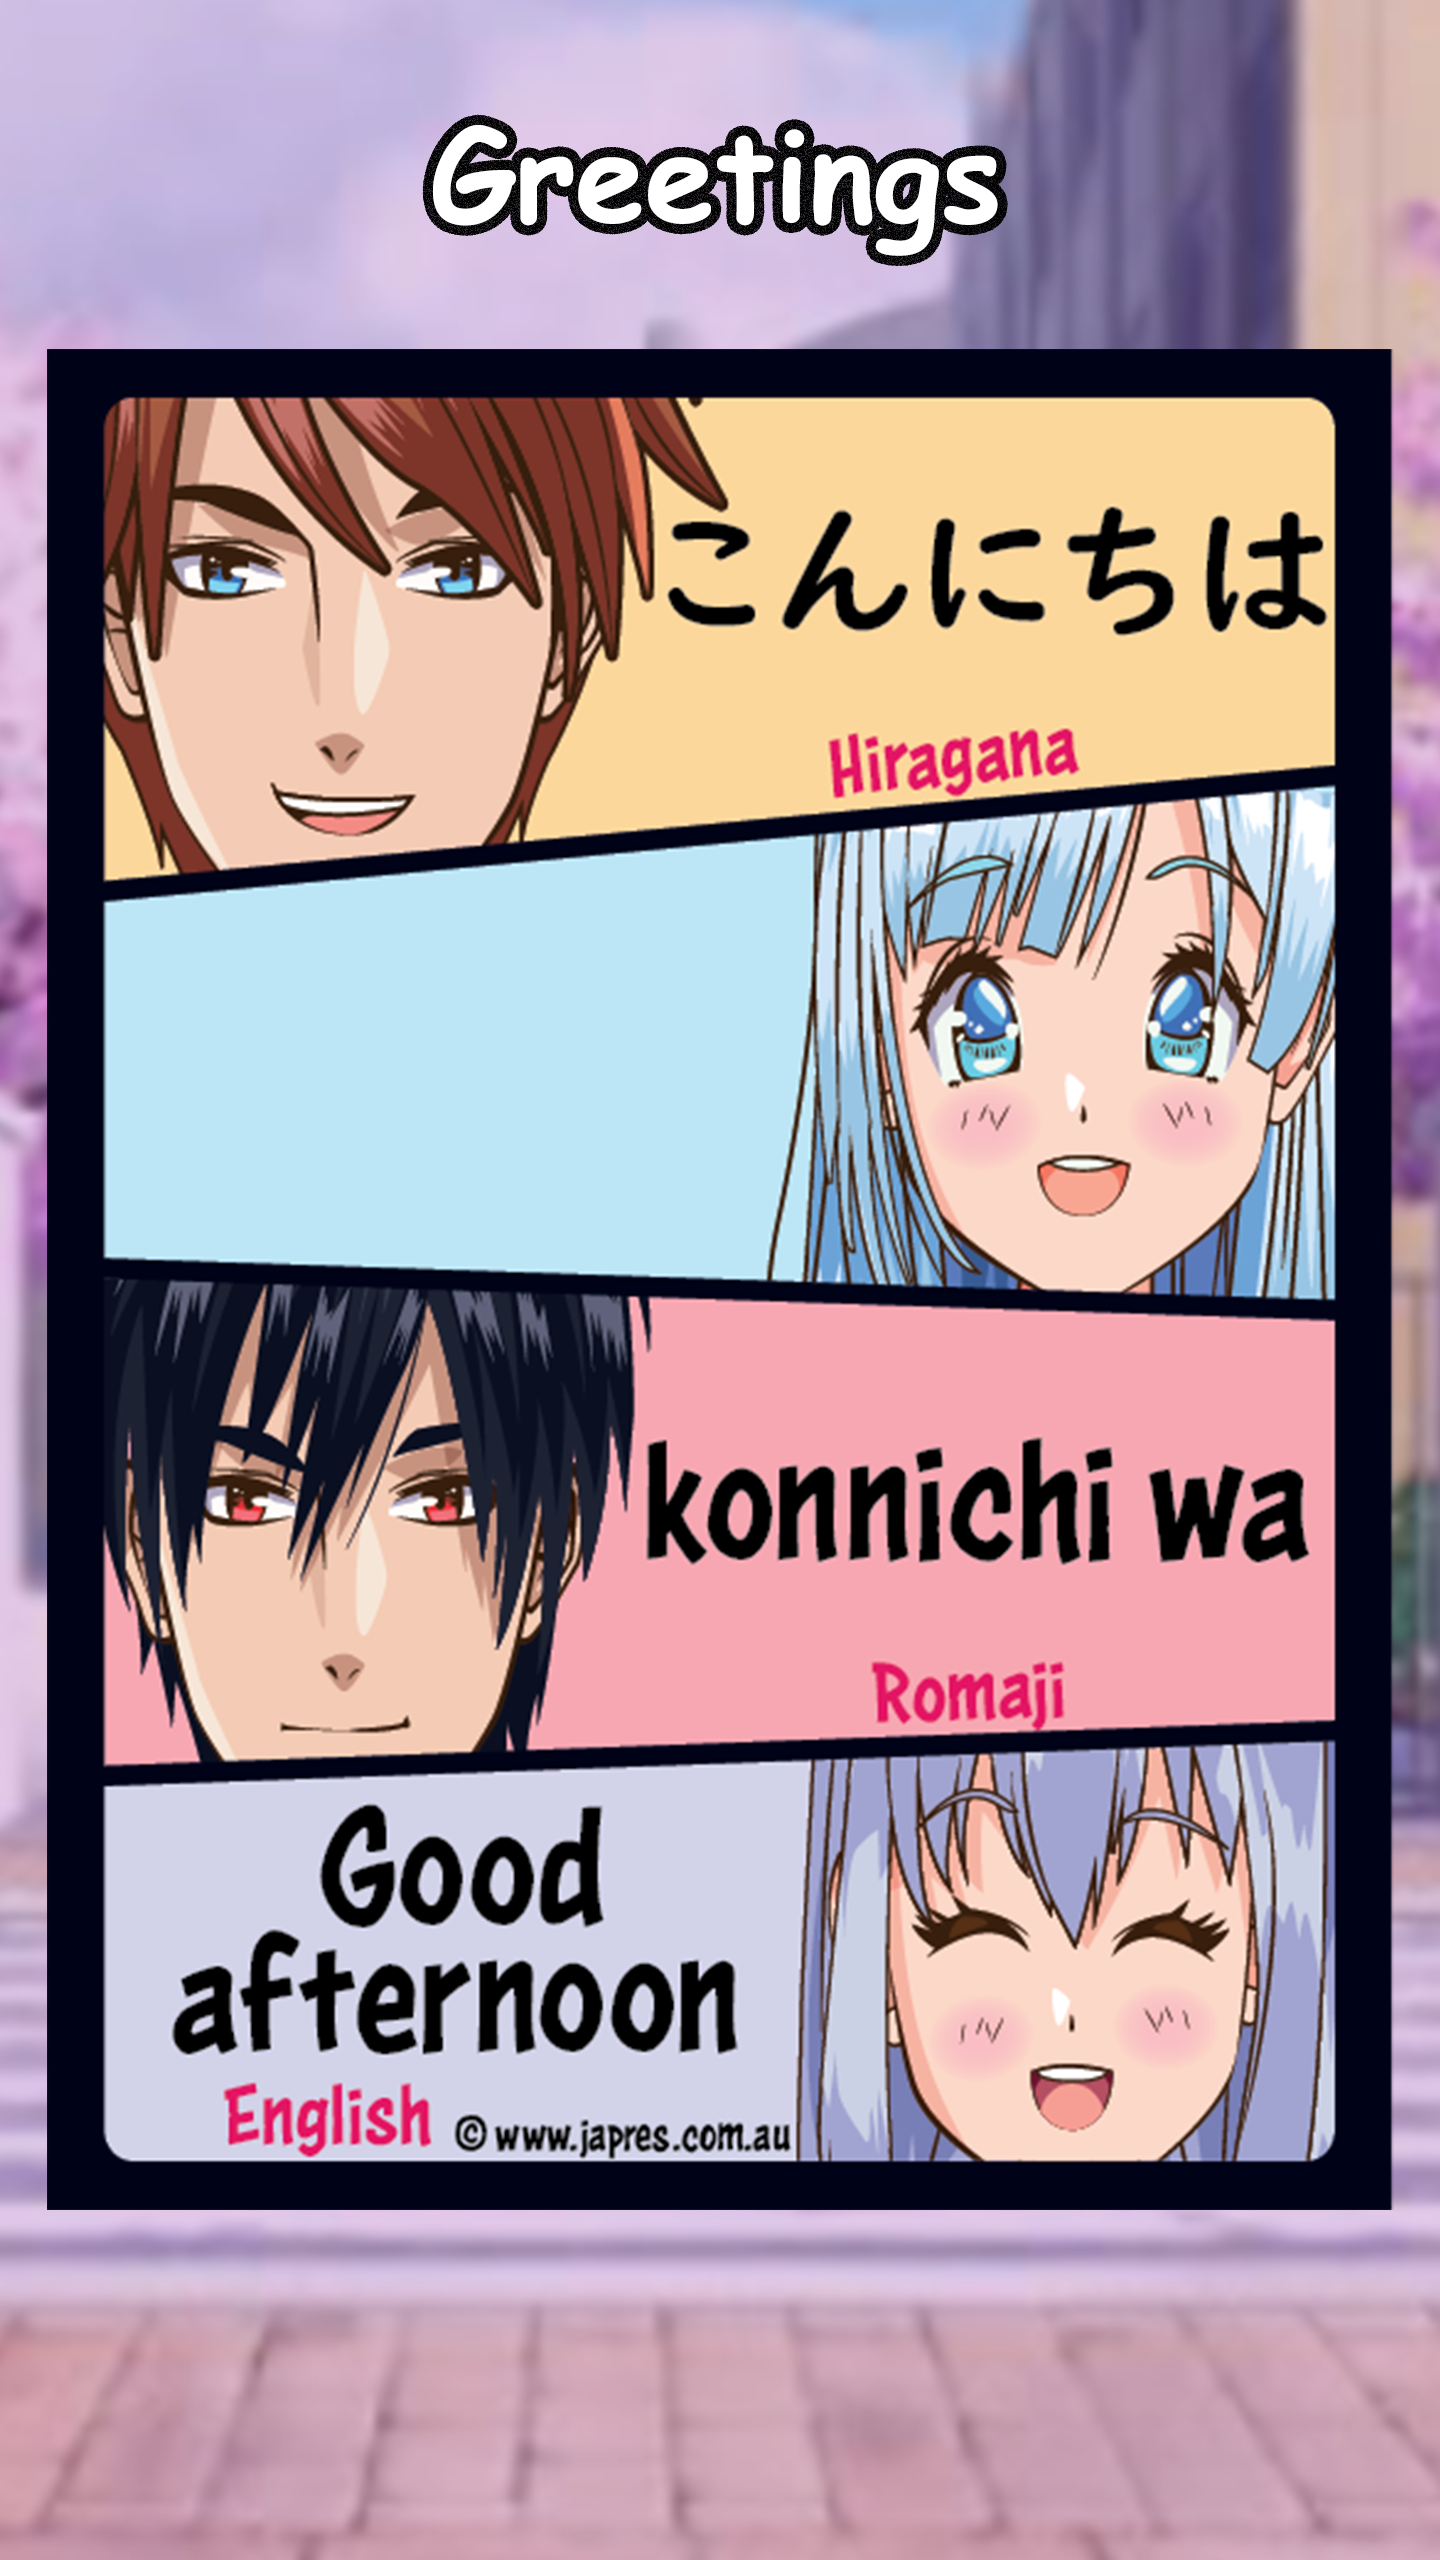 Greetings
こんにちは
Hiragana
konnichi wa
Romaji
Good
afternoon
English
© www.japres.com.au